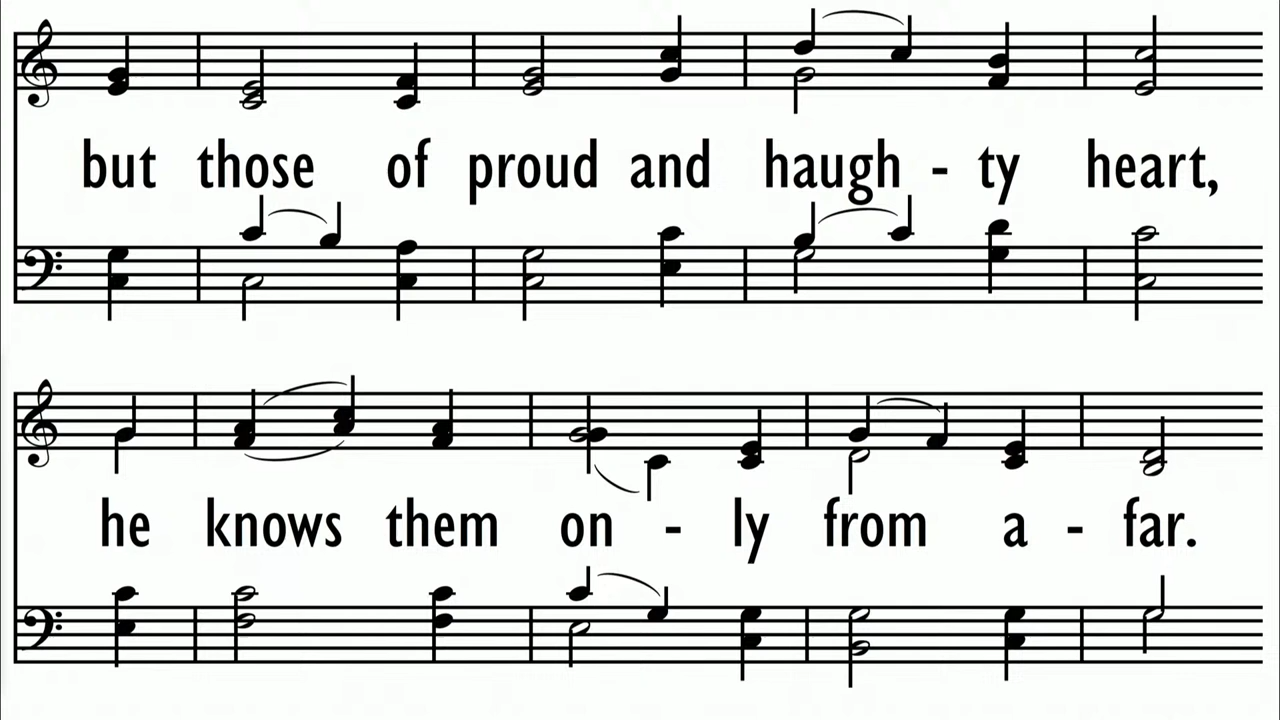 but those of proud and haugh - ty heart,
he knows them on - ly from a - far.